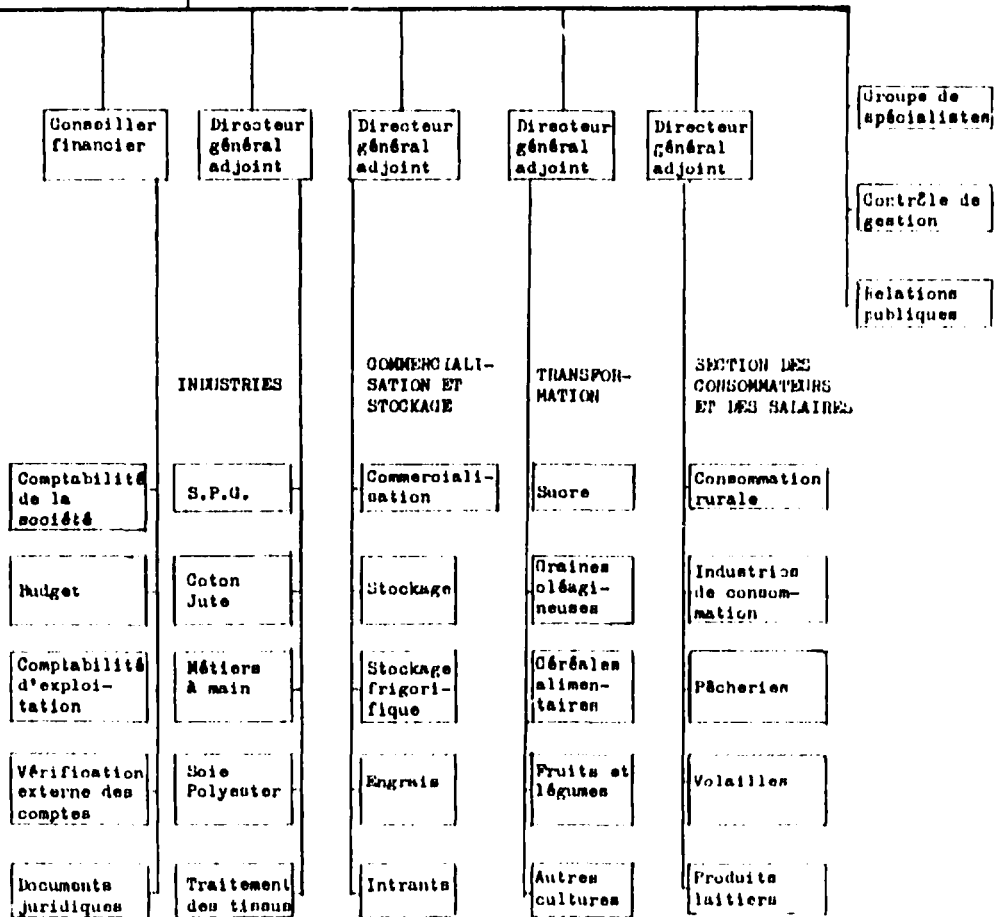 Conseiller
financier
Directeur
général
adjoint
Directeur
général
adjoint
Directeur
général
adjoint
Directeur
général
adjoint
Groupe de
spécialistes
Contrôle de
gestion
Relations
publiques
INDUSTRIES
COMMERCIALI-
SATION ET
STOCKAGE
TRANSFOR-
MATION
SECTION DES
CONSOMMATEURS
ET DES SALAIRES
Comptabilité
de la
société
Budget
Comptabilité
d'exploi-
tation
Vérification
externe des
comptes
Documents
juridiques
S.P.G.
Coton
Jute
Métiers
à main
Soie
Polyester
Traitement
des tissus
Commerciali-
sation
Stockage
Stockage
frigori-
fique
Engrais
Intrants
Sucre
Graines
oléagi-
neuses
Céréales
alimen-
taires
Fruits et
légumes
Autres
cultures
Consommation
rurale
Industries
de consom-
mation
Pêcheries
Volailles
Produits
laitiers